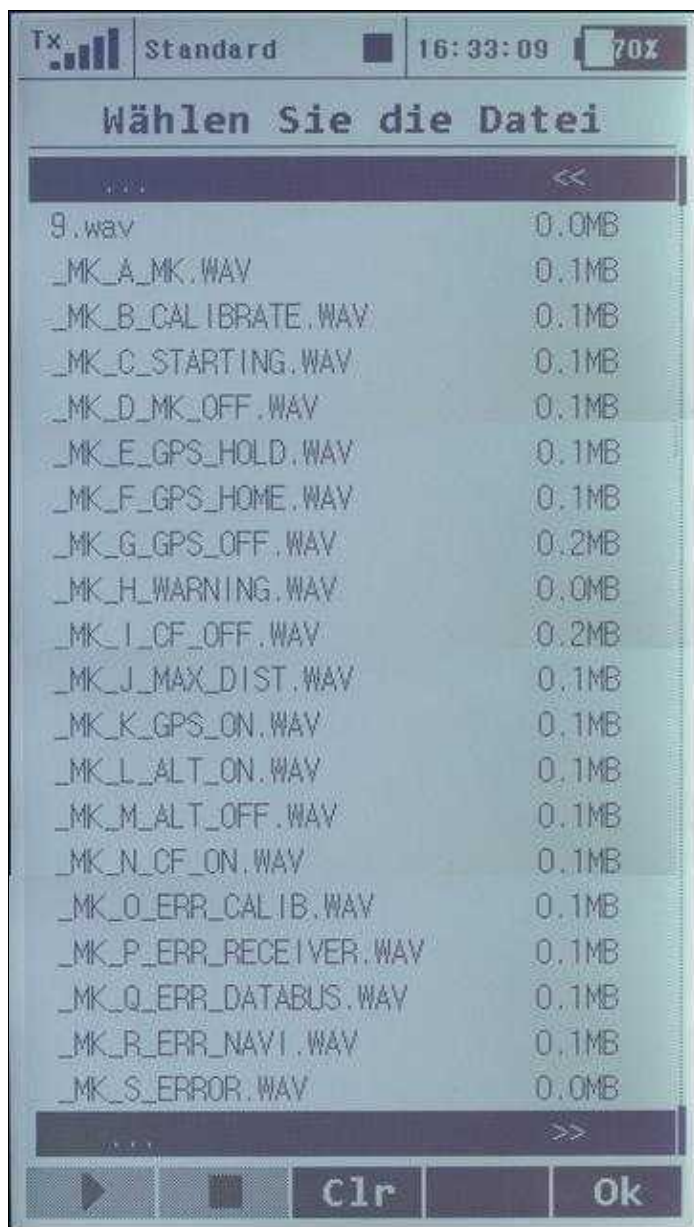 Tx Standard 16:33:09 70%
Wählen Sie die Datei
... <<
9.wav 0.0MB
_MK_A_MK.WAV 0.1MB
_MK_B_CALIBRATE.WAV 0.1MB
_MK_C_STARTING.WAV 0.1MB
_MK_D_MK_OFF.WAV 0.1MB
_MK_E_GPS_HOLD.WAV 0.1MB
_MK_F_GPS_HOME.WAV 0.1MB
_MK_G_GPS_OFF.WAV 0.2MB
_MK_H_WARNING.WAV 0.0MB
_MK_I_CF_OFF.WAV 0.2MB
_MK_J_MAX_DIST.WAV 0.1MB
_MK_K_GPS_ON.WAV 0.1MB
_MK_L_ALT_ON.WAV 0.1MB
_MK_M_ALT_OFF.WAV 0.1MB
_MK_N_CF_ON.WAV 0.1MB
_MK_O_ERR_CALIB.WAV 0.1MB
_MK_P_ERR_RECEIVER.WAV 0.1MB
_MK_Q_ERR_DATABUS.WAV 0.1MB
_MK_R_ERR_NAVI.WAV 0.1MB
_MK_S_ERROR.WAV 0.0MB
... >>
Clr Ok